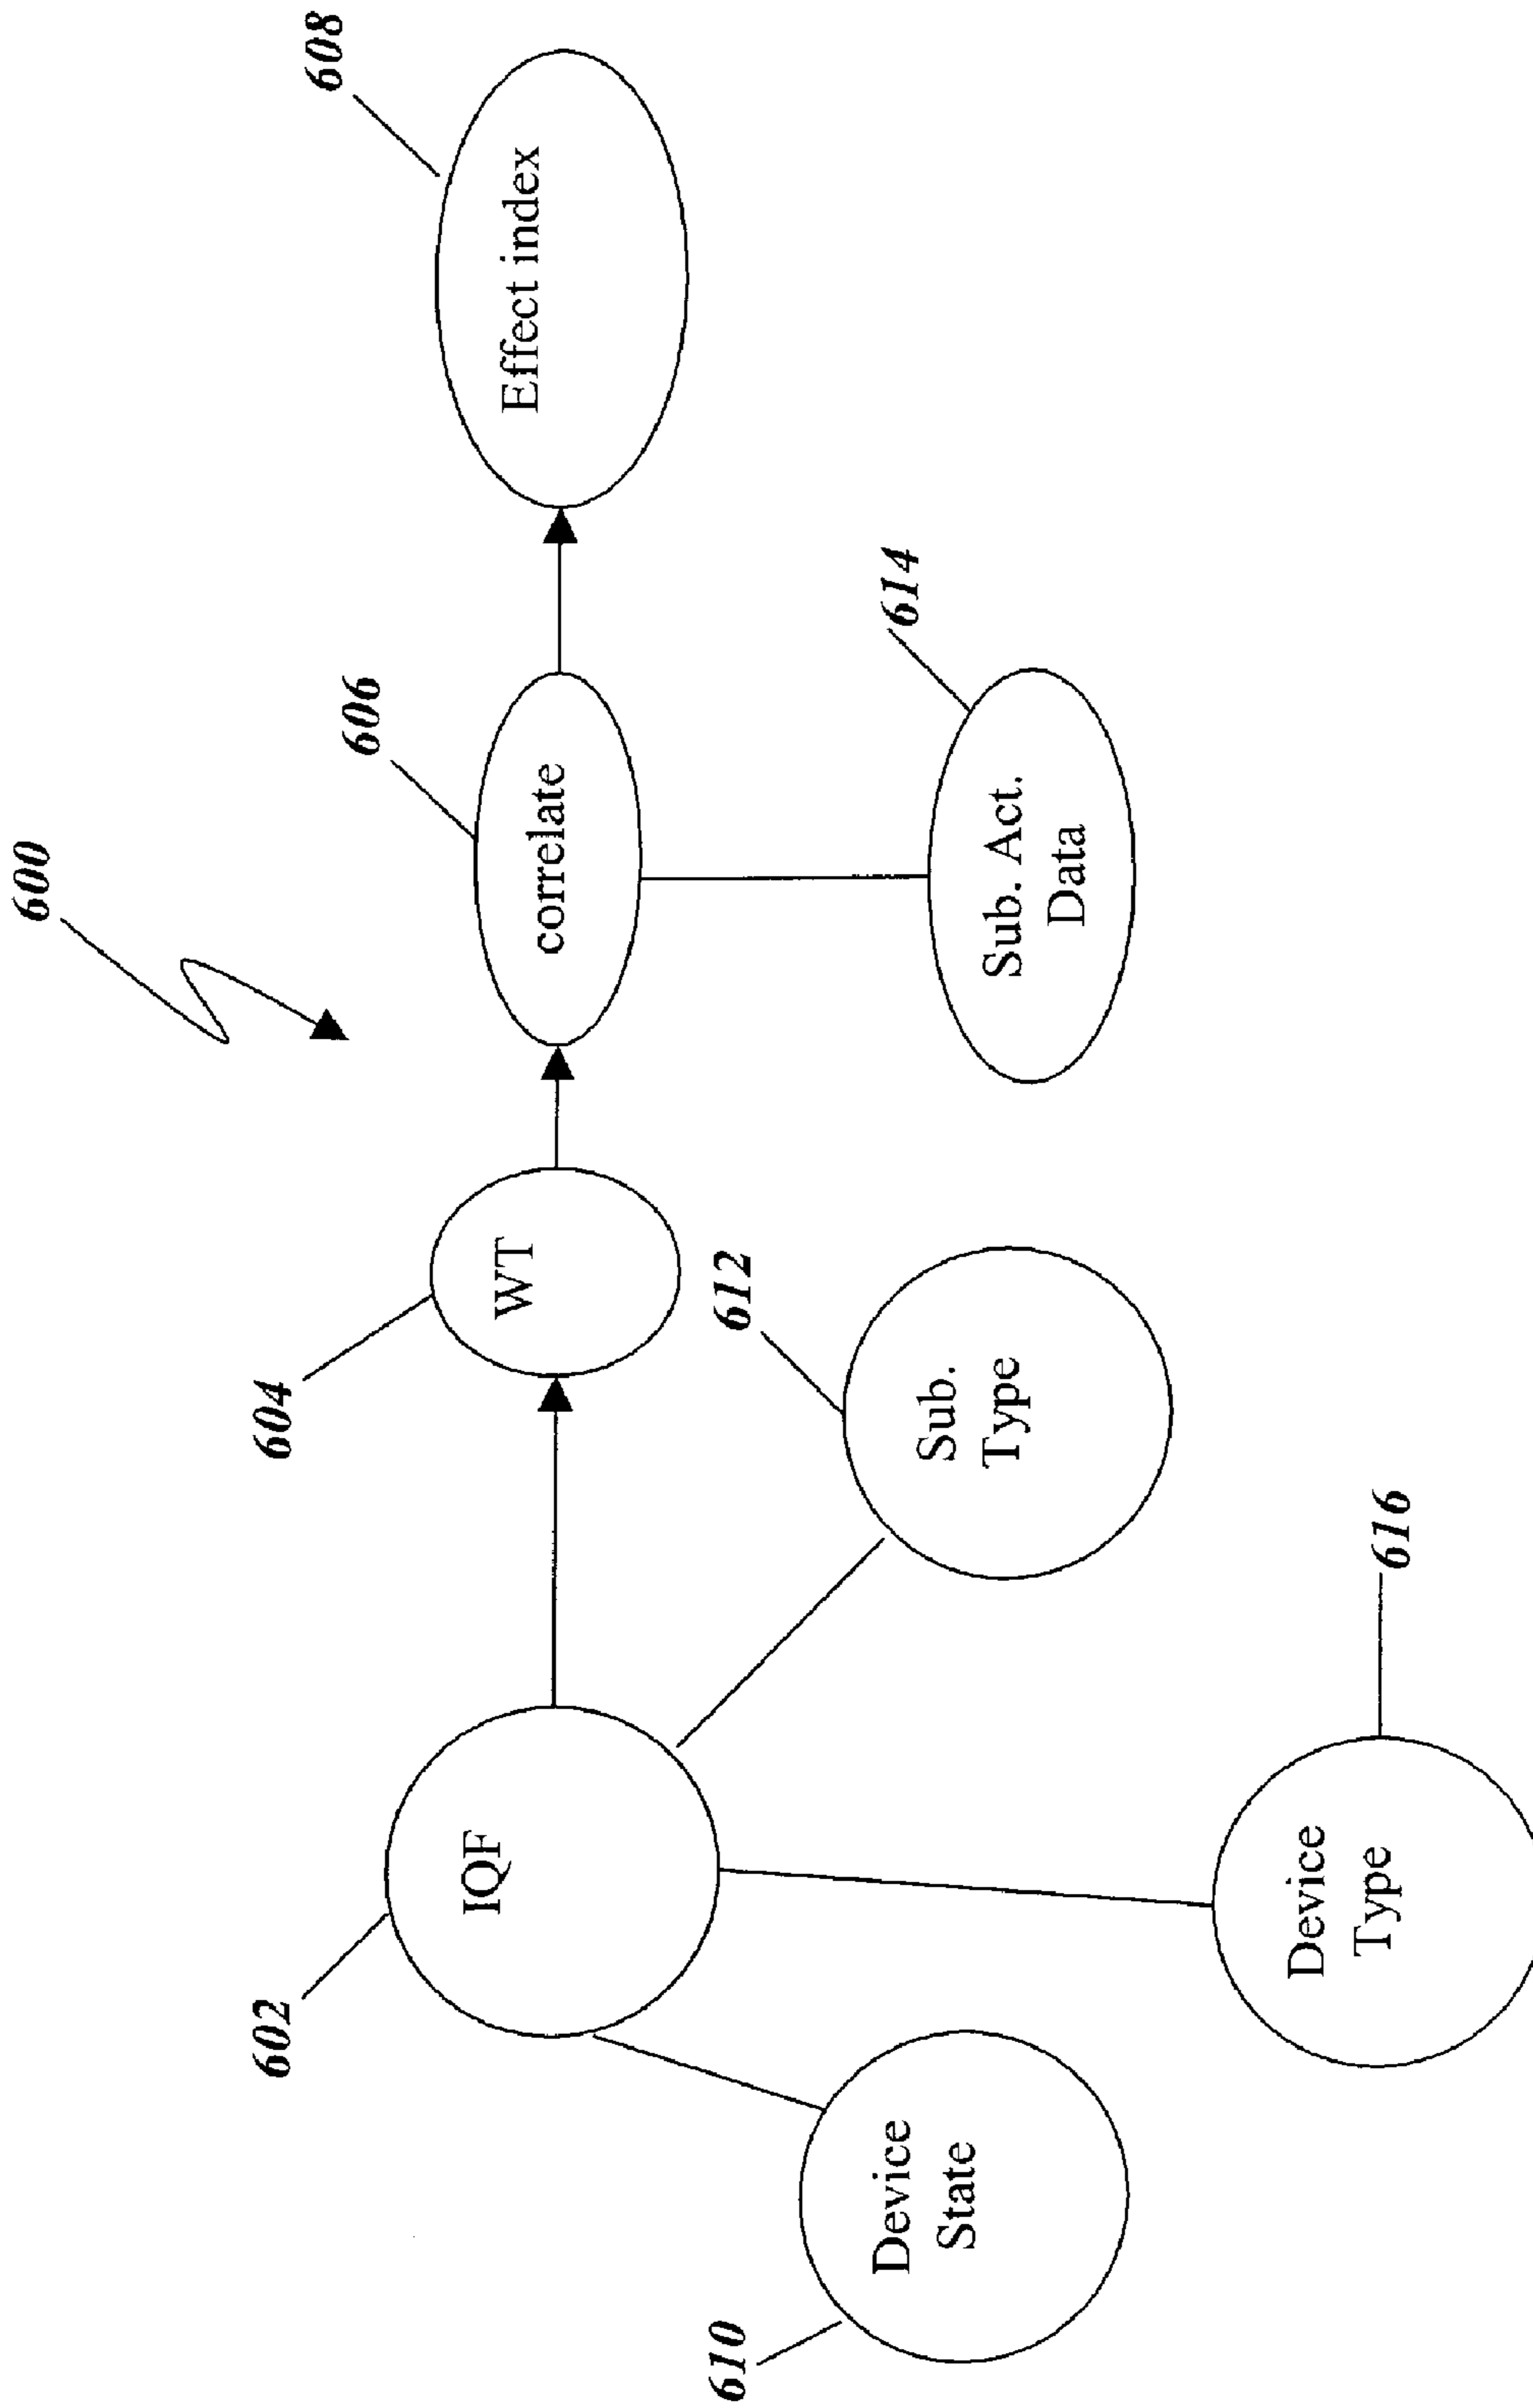 600
608
606
604
602
Effect index
correlate
WT
IQF
614
612
616
610
Sub. Act.
Data
Sub.
Type
Device
Type
Device
State